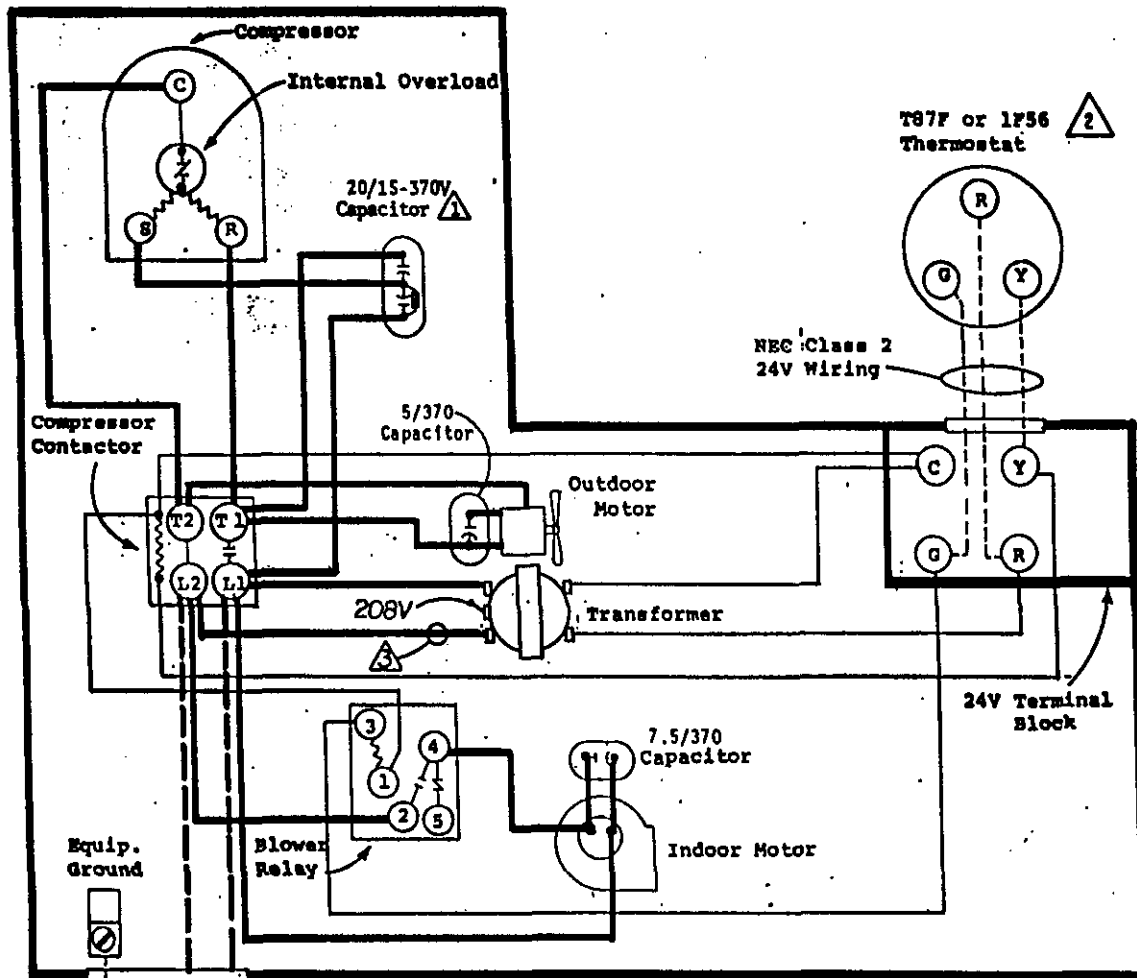 Compressor
C
Internal Overload
S
R
20/15-370V
Capacitor 1
T87F or 1F56
Thermostat
2
R
G
Y
NEC Class 2
24V Wiring
Compressor
Contactor
5/370
Capacitor
Outdoor
Motor
C
Y
T2
T1
G
R
L2
L1
208V
Transformer
3
24V Terminal
Block
3
4
1
2
5
7.5/370
Capacitor
Blower
Relay
Indoor Motor
Equip.
Ground